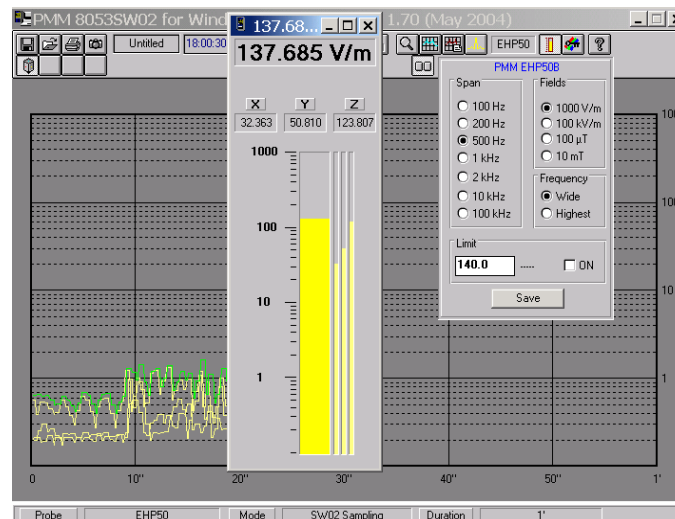 PMM 8053SW02 for Wind
1.70 (May 2004)
137.68...
137.685 V/m
Untitled
18:00:30
EHP50
X Y Z
32.363 50.810 123.807
1000
100
10
1
PMM EHP50B
Span
100 Hz
200 Hz
500 Hz
1 kHz
2 kHz
10 kHz
100 kHz
Fields
1000 V/m
100 kV/m
100 µT
10 mT
Frequency
Wide
Highest
Limit
140.0 ..... ON
Save
100
10
10
1
0 10" 20" 30" 40" 50" 1'
Probe EHP50 Mode SW02 Sampling Duration 1'